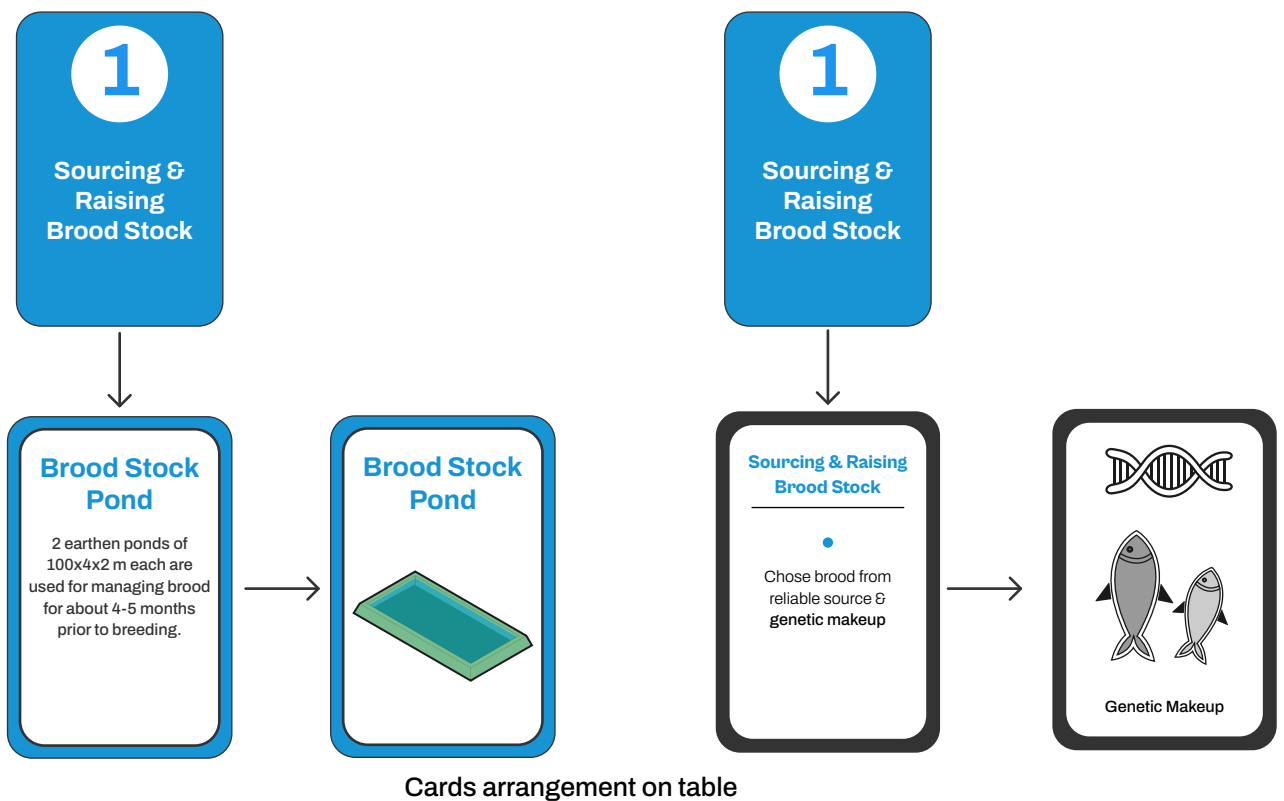 1
Sourcing &
Raising
Brood Stock
1
Sourcing &
Raising
Brood Stock
Brood Stock
Pond
2 earthen ponds of
100x4x2 m each are
used for managing brood
for about 4-5 months
prior to breeding.
Brood Stock
Pond
Sourcing & Raising
Brood Stock
Chose brood from
reliable source &
genetic makeup
Genetic Makeup
Cards arrangement on table